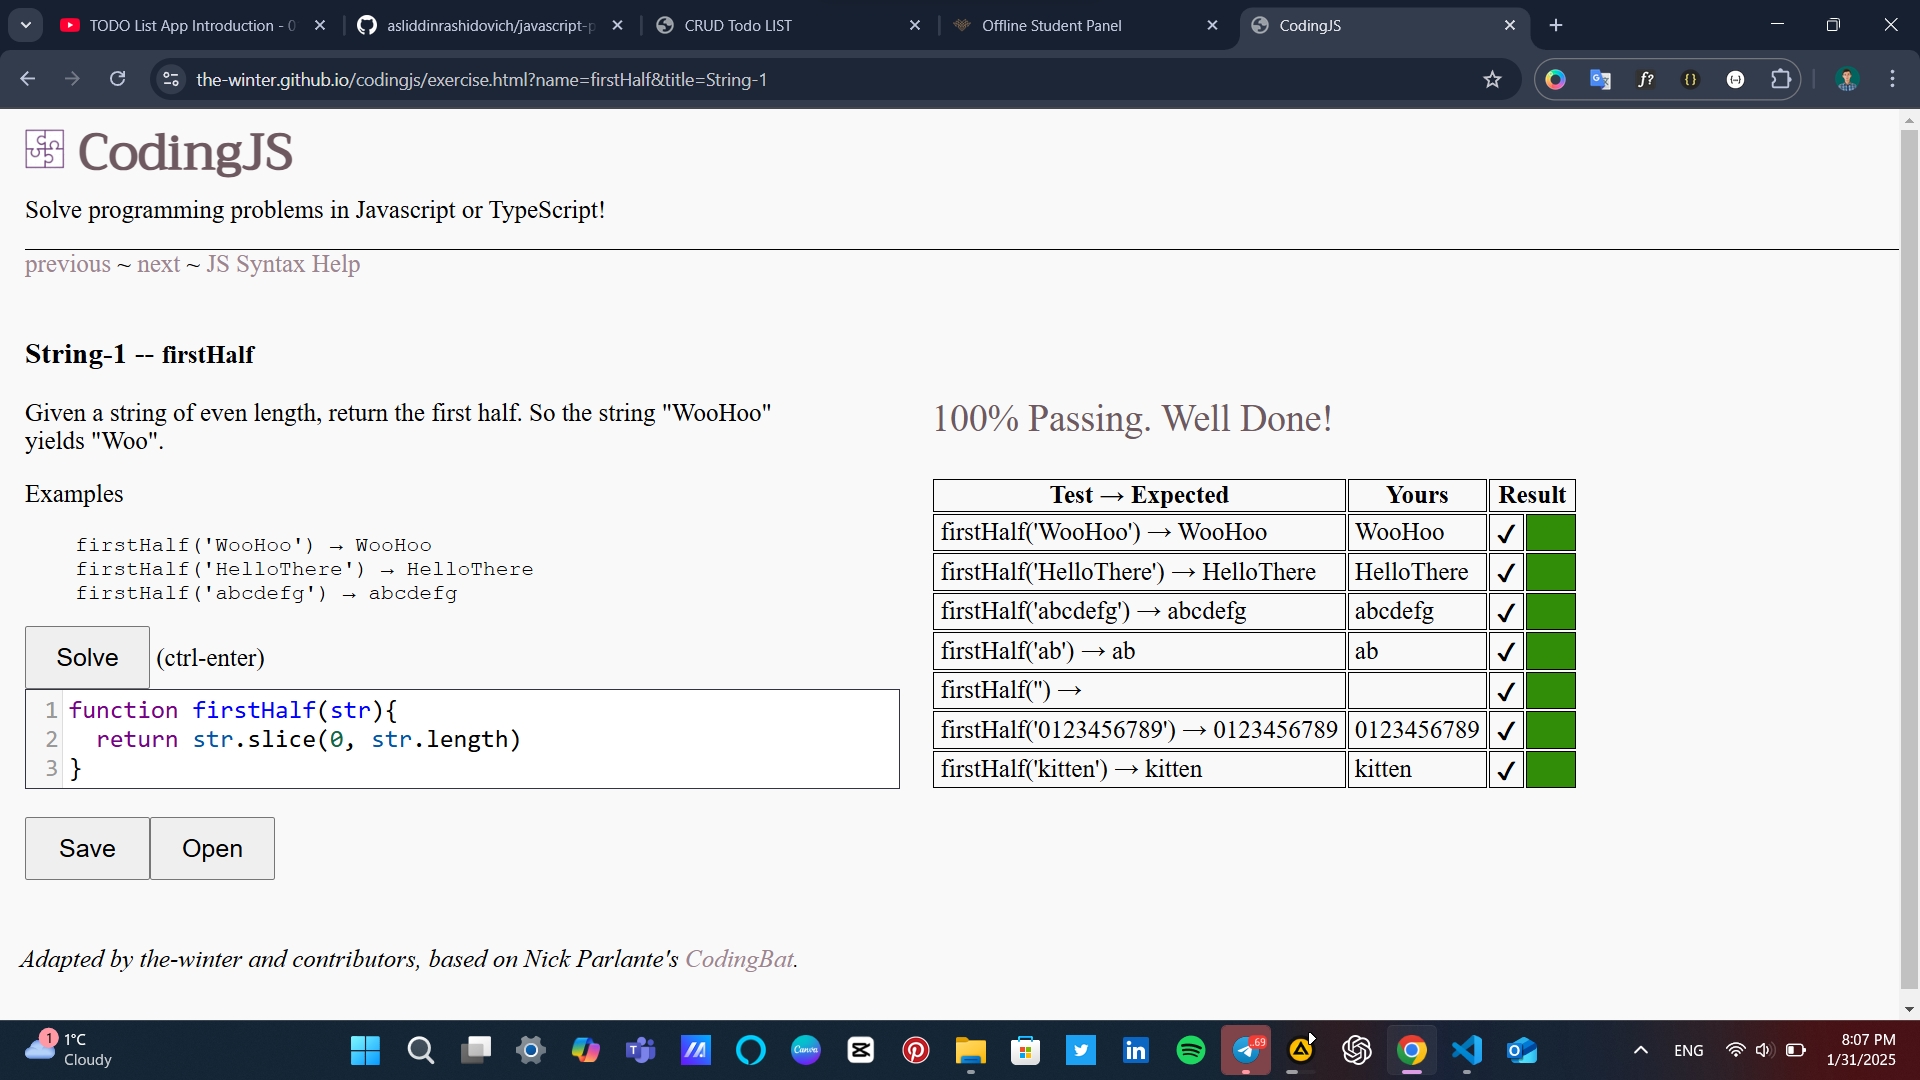 TODO List App Introduction - 0
asliddinrashidovich/javascript-p
CRUD Todo LIST
Offline Student Panel
CodingJS
the-winter.github.io/codingjs/exercise.html?name=firstHalf&title=String-1
CodingJS
Solve programming problems in Javascript or TypeScript!
previous ~ next ~ JS Syntax Help
String-1 -- firstHalf
Given a string of even length, return the first half. So the string "WooHoo"
yields "Woo".
Examples
firstHalf('WooHoo') → WooHoo
firstHalf('HelloThere') → HelloThere
firstHalf('abcdefg') → abcdefg
Solve (ctrl-enter)
1 function firstHalf(str){
2 return str.slice(0, str.length)
3 }
Save Open
100% Passing. Well Done!
Test → Expected Yours Result
firstHalf('WooHoo') → WooHoo WooHoo ✓
firstHalf('HelloThere') → HelloThere HelloThere ✓
firstHalf('abcdefg') → abcdefg abcdefg ✓
firstHalf('ab') → ab ab ✓
firstHalf('') → ✓
firstHalf('0123456789') → 0123456789 0123456789 ✓
firstHalf('kitten') → kitten kitten ✓
Adapted by the-winter and contributors, based on Nick Parlante's CodingBat.
1
1°C
Cloudy
Canva
..69
ENG
8:07 PM
1/31/2025